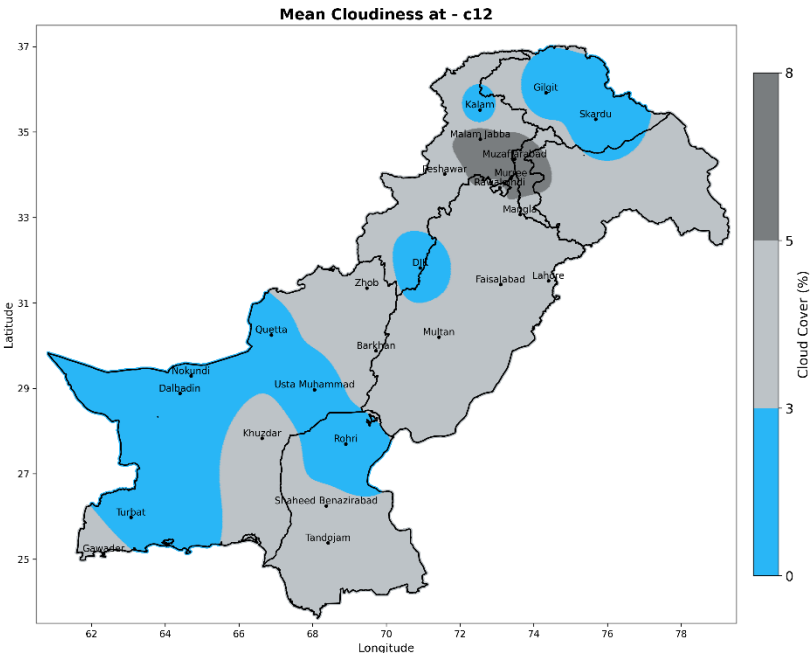 Mean Cloudiness at - c12
37
35
33
31
29
27
25
Latitude
62
64
66
68
70
72
74
76
78
Longitude
Gilgit
Kalam
Skardu
Malam Jabba
Muzaffarabad
Peshawar
Murree
Rawalpindi
Mangla
DIK
Zhob
Faisalabad
Lahore
Quetta
Multan
Barkhan
Nokundi
Dalbadin
Usta Muhammad
Khuzdar
Rohri
Shaheed Benazirabad
Turbat
Tandojam
Gawader
8
5
3
0
Cloud Cover (%)